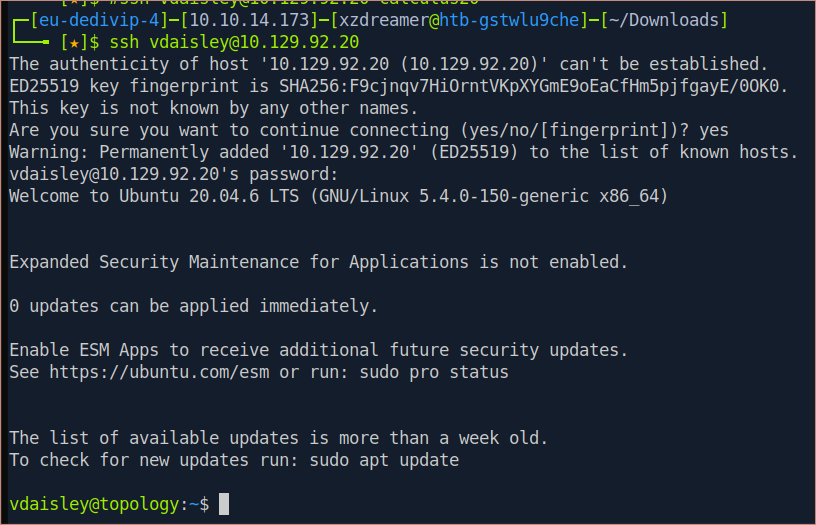 ┌─[eu-dedivip-4]─[10.10.14.173]─[xzdreamer@htb-gstwlu9che]─[~/Downloads]
└──╼ [★]$ ssh vdaisley@10.129.92.20
The authenticity of host '10.129.92.20 (10.129.92.20)' can't be established.
ED25519 key fingerprint is SHA256:F9cjnqv7HiOrntVKpXYGmE9oEaCfHm5pjfgayE/0OK0.
This key is not known by any other names.
Are you sure you want to continue connecting (yes/no/[fingerprint])? yes
Warning: Permanently added '10.129.92.20' (ED25519) to the list of known hosts.
vdaisley@10.129.92.20's password:
Welcome to Ubuntu 20.04.6 LTS (GNU/Linux 5.4.0-150-generic x86_64)
Expanded Security Maintenance for Applications is not enabled.
0 updates can be applied immediately.
Enable ESM Apps to receive additional future security updates.
See https://ubuntu.com/esm or run: sudo pro status
The list of available updates is more than a week old.
To check for new updates run: sudo apt update
vdaisley@topology:~$